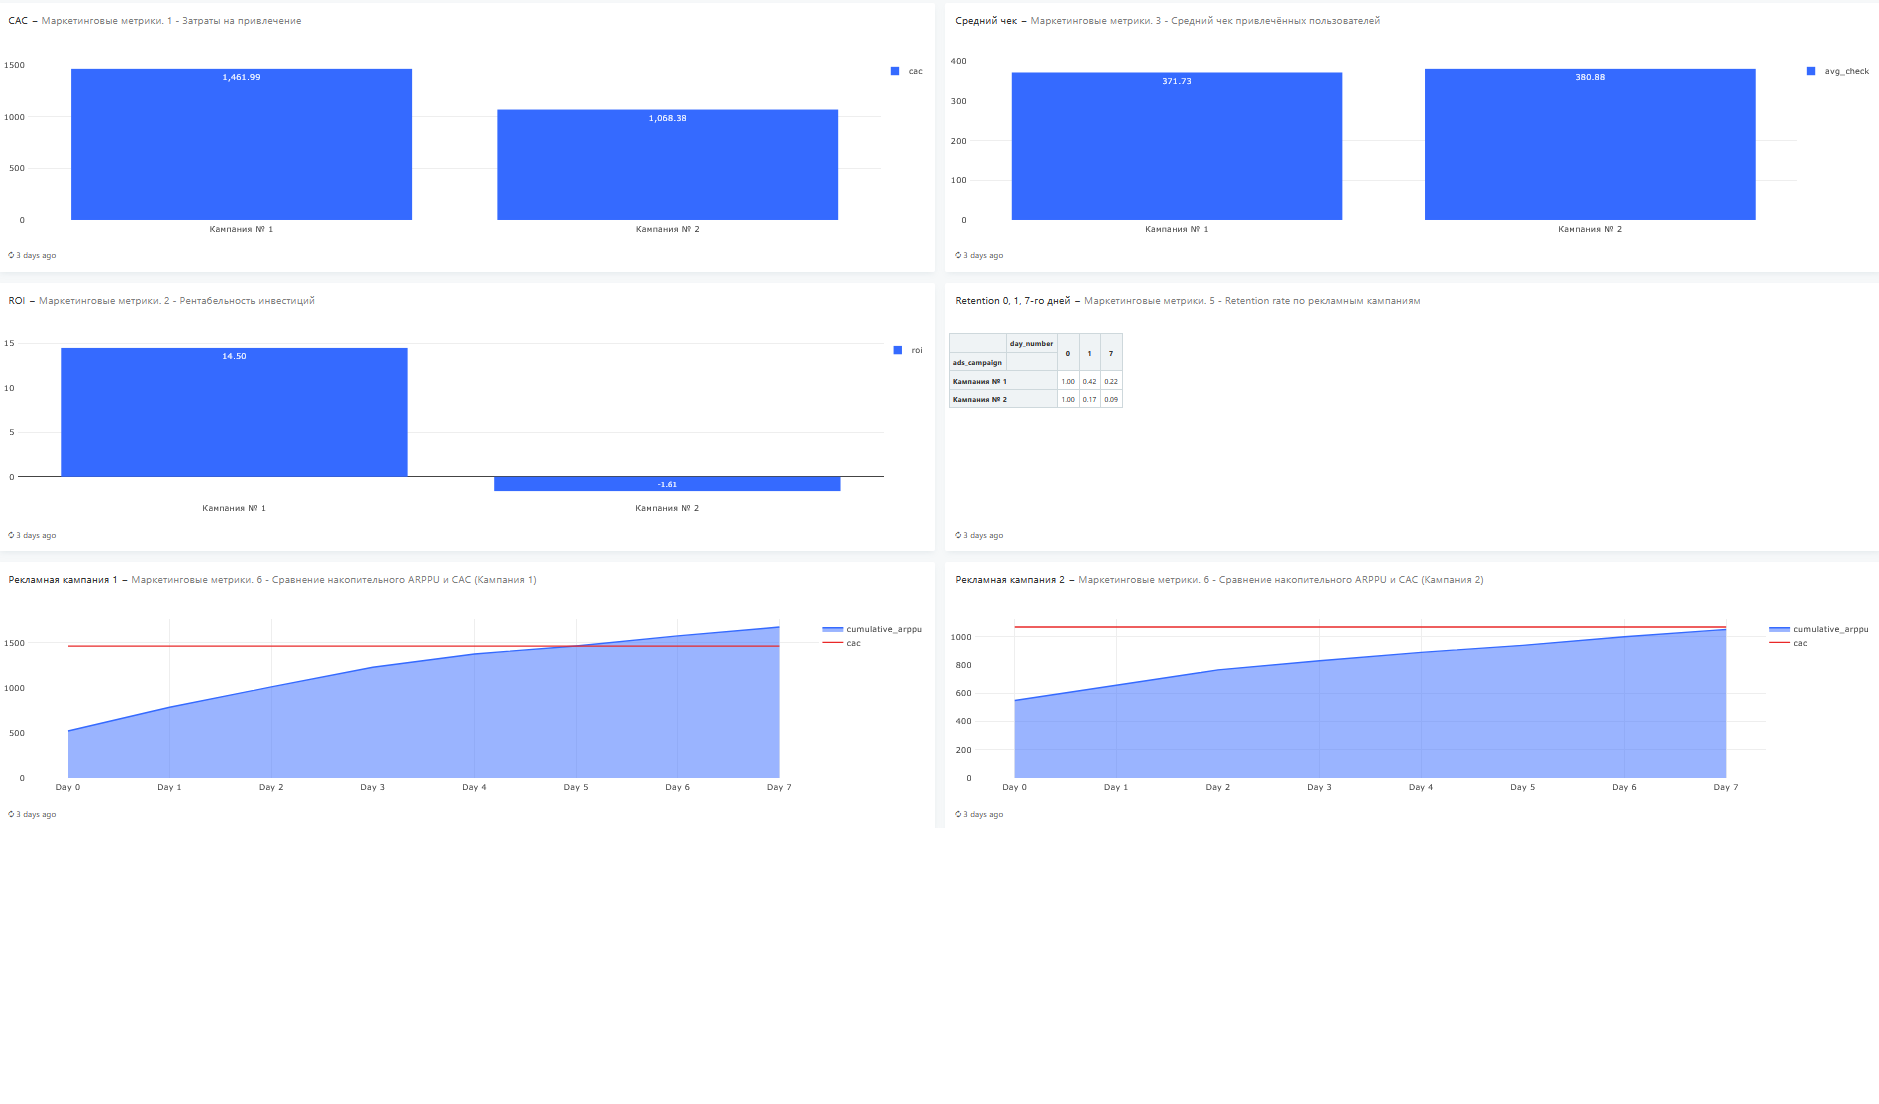 CAC – Маркетинговые метрики. 1 - Затраты на привлечение
1500
1000
500
0
1,461.99
1,068.38
Кампания № 1
Кампания № 2
cac
3 days ago
Средний чек – Маркетинговые метрики. 3 - Средний чек привлечённых пользователей
400
300
200
100
0
371.73
380.88
Кампания № 1
Кампания № 2
avg_check
3 days ago
ROI – Маркетинговые метрики. 2 - Рентабельность инвестиций
15
10
5
0
14.50
-1.61
Кампания № 1
Кампания № 2
roi
3 days ago
Retention 0, 1, 7-го дней – Маркетинговые метрики. 5 - Retention rate по рекламным кампаниям
day_number 0 1 7
ads_campaign
Кампания № 1 1.00 0.42 0.22
Кампания № 2 1.00 0.17 0.09
3 days ago
Рекламная кампания 1 – Маркетинговые метрики. 6 - Сравнение накопительного ARPPU и CAC (Кампания 1)
1500
1000
500
0
Day 0 Day 1 Day 2 Day 3 Day 4 Day 5 Day 6 Day 7
cumulative_arppu
cac
3 days ago
Рекламная кампания 2 – Маркетинговые метрики. 6 - Сравнение накопительного ARPPU и CAC (Кампания 2)
1000
800
600
400
200
0
Day 0 Day 1 Day 2 Day 3 Day 4 Day 5 Day 6 Day 7
cumulative_arppu
cac
3 days ago